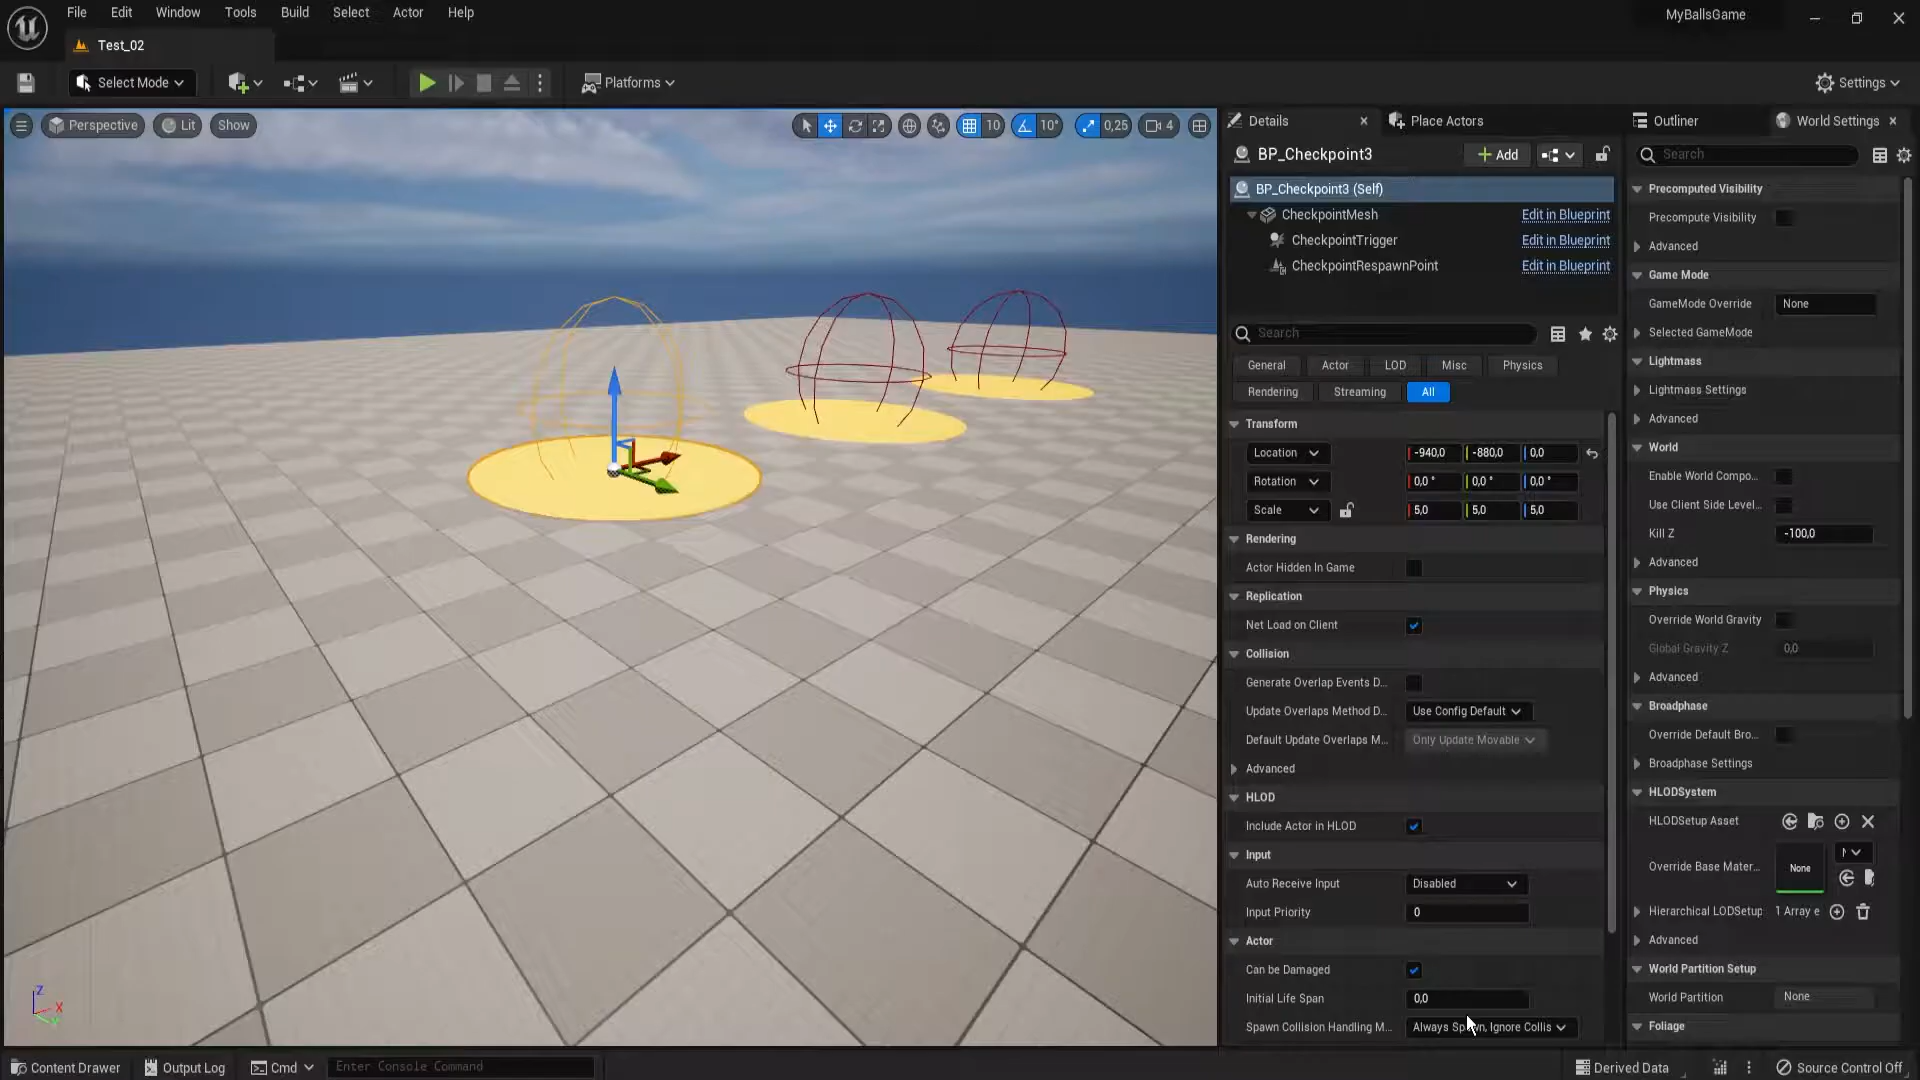 File Edit Window Tools Build Select Actor Help
MyBallsGame
Test_02
Select Mode
Platforms
Settings
Perspective Lit Show
10 10° 0,25 4
Z
X
Details
Place Actors
BP_Checkpoint3
Add
BP_Checkpoint3 (Self)
CheckpointMesh Edit in Blueprint
CheckpointTrigger Edit in Blueprint
CheckpointRespawnPoint Edit in Blueprint
Search
General Actor LOD Misc Physics
Rendering Streaming All
Transform
Location -940,0 -880,0 0,0
Rotation 0,0 ° 0,0 ° 0,0 °
Scale 5,0 5,0 5,0
Rendering
Actor Hidden In Game
Replication
Net Load on Client
Collision
Generate Overlap Events D...
Update Overlaps Method D... Use Config Default
Default Update Overlaps M... Only Update Movable
Advanced
HLOD
Include Actor in HLOD
Input
Auto Receive Input Disabled
Input Priority 0
Actor
Can be Damaged
Initial Life Span 0,0
Spawn Collision Handling M... Always Spawn, Ignore Collis
Outliner
World Settings
Search
Precomputed Visibility
Precompute Visibility
Advanced
Game Mode
GameMode Override None
Selected GameMode
Lightmass
Lightmass Settings
Advanced
World
Enable World Compo...
Use Client Side Level...
Kill Z -100,0
Advanced
Physics
Override World Gravity
Global Gravity Z 0,0
Advanced
Broadphase
Override Default Bro...
Broadphase Settings
HLODSystem
HLODSetup Asset
Override Base Mater... None
Hierarchical LODSetup 1 Array e
Advanced
World Partition Setup
World Partition None
Foliage
Content Drawer Output Log Cmd Enter Console Command
Derived Data Source Control Off